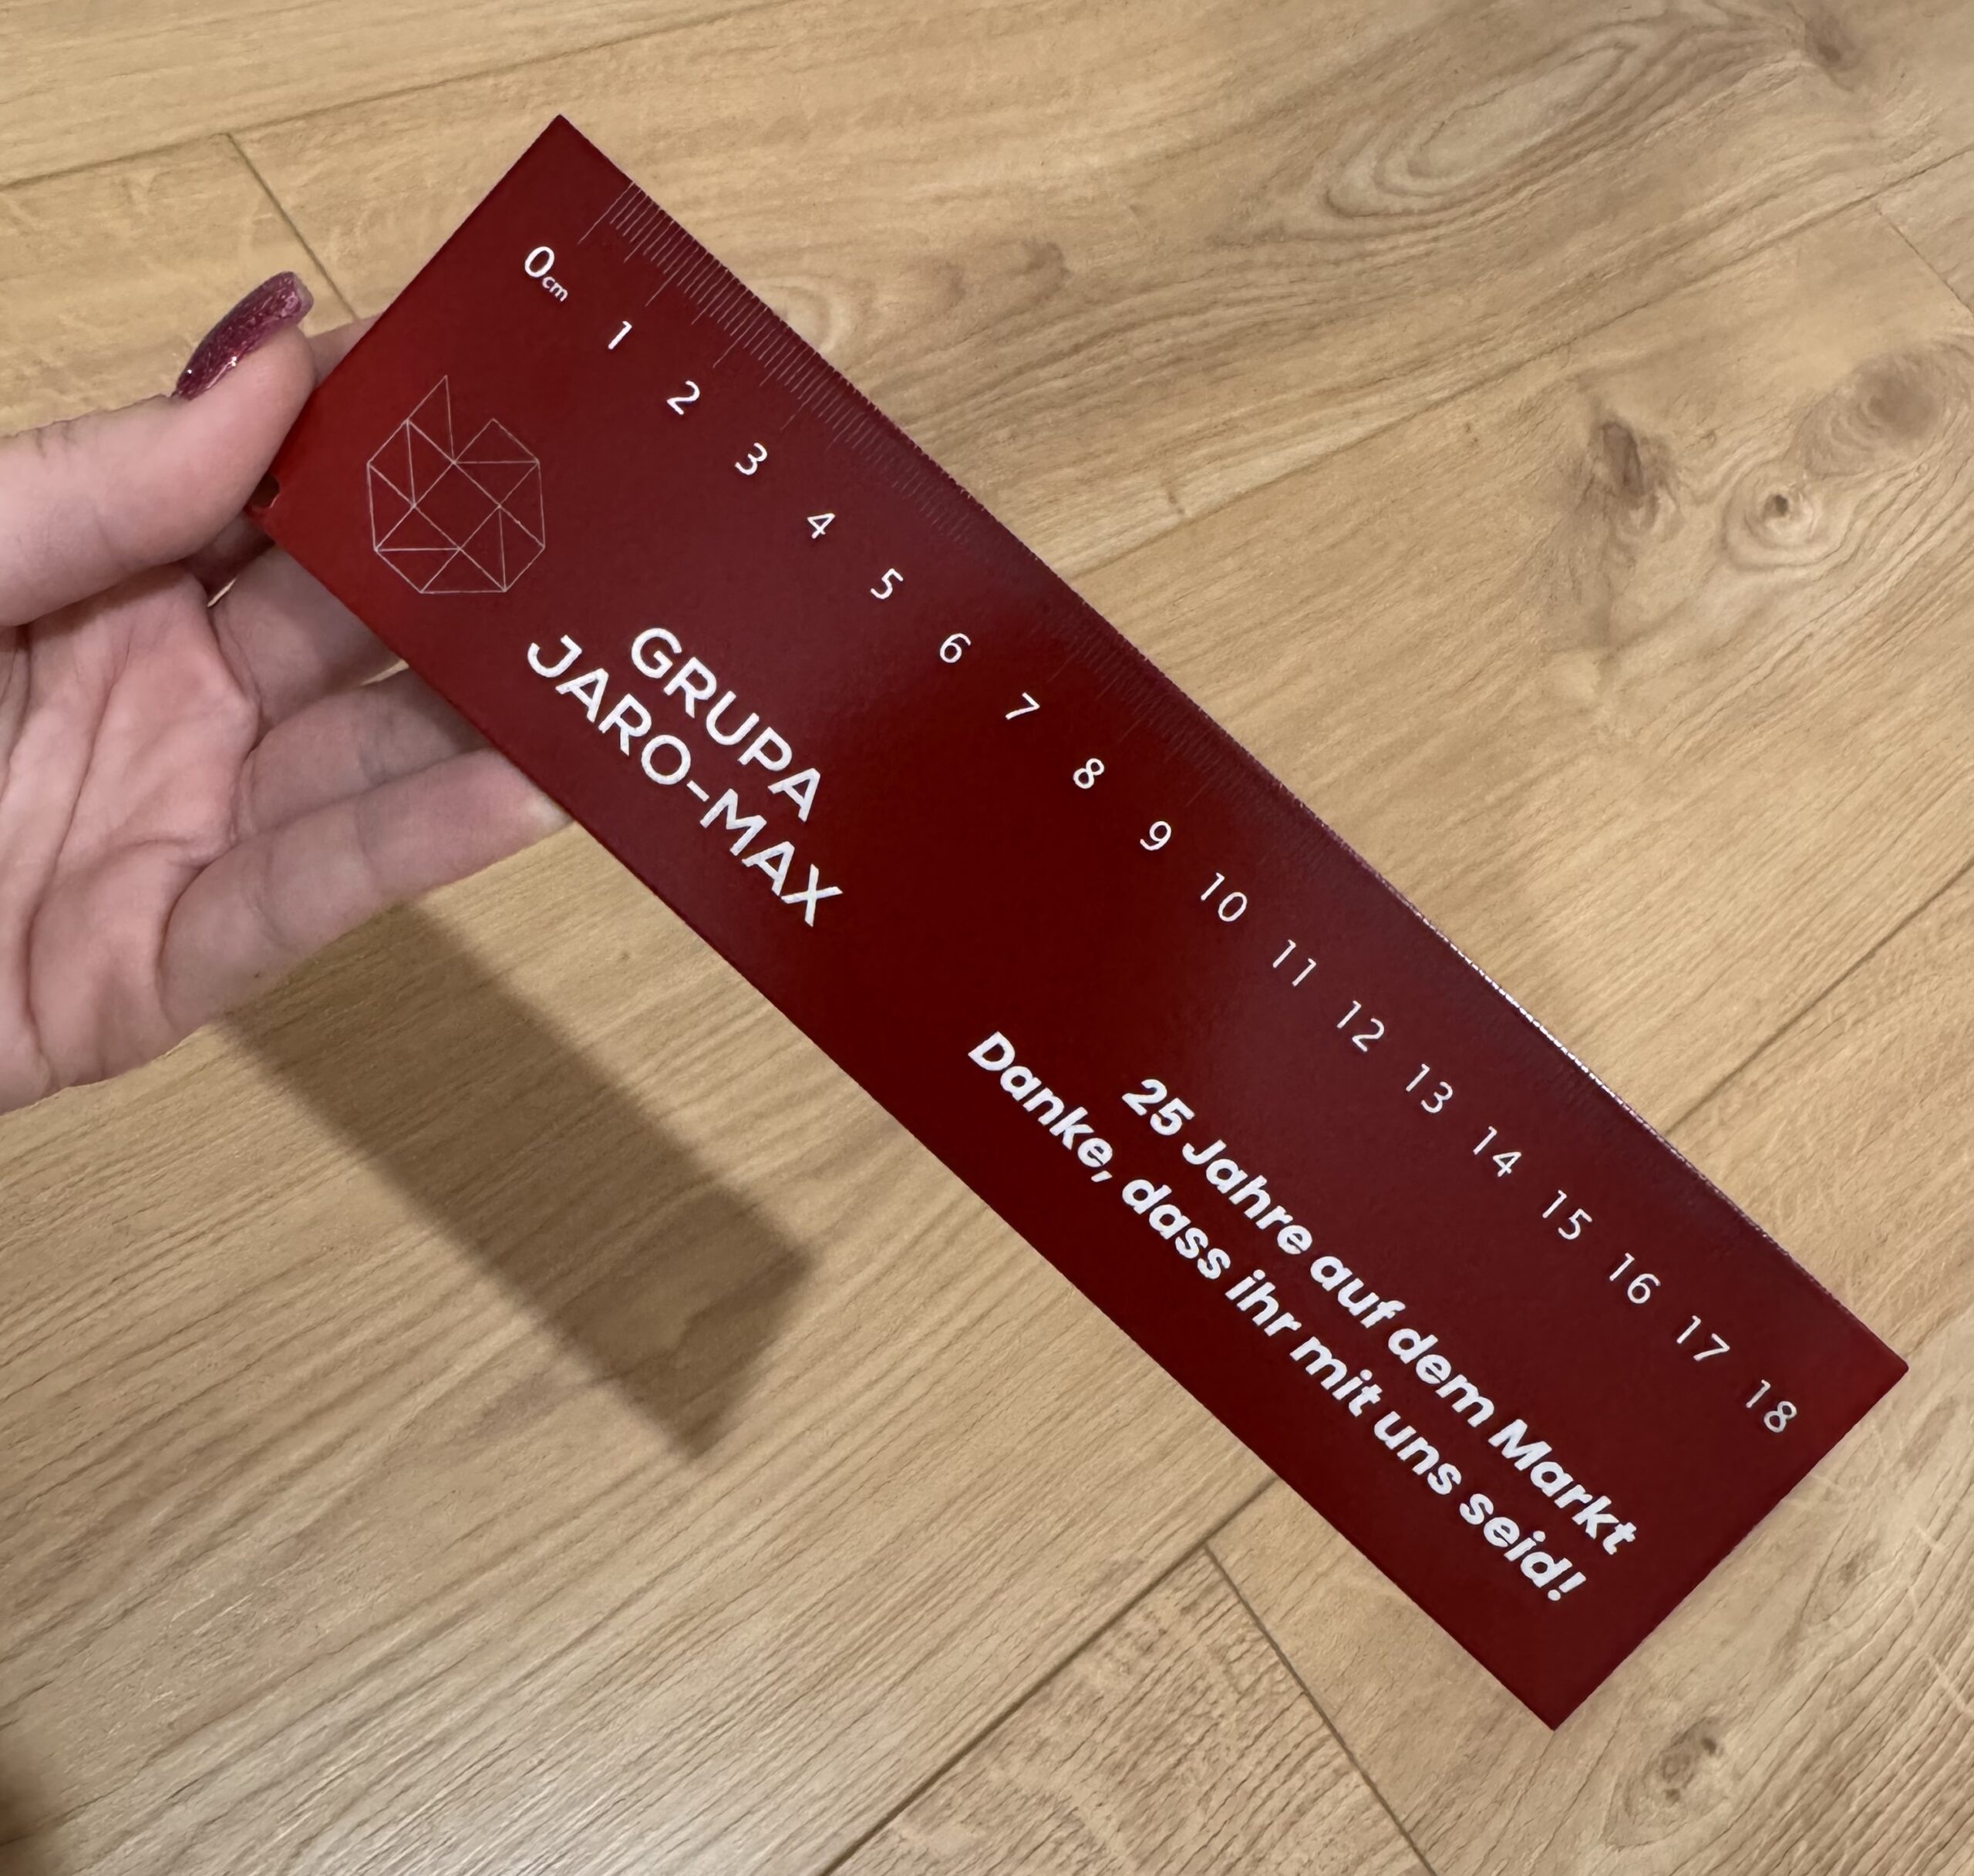 0cm 1 2 3 4 5 6 7 8 9 10 11 12 13 14 15 16 17 18
GRUPA
JARO-MAX
25 Jahre auf dem Markt
Danke, dass ihr mit uns seid!